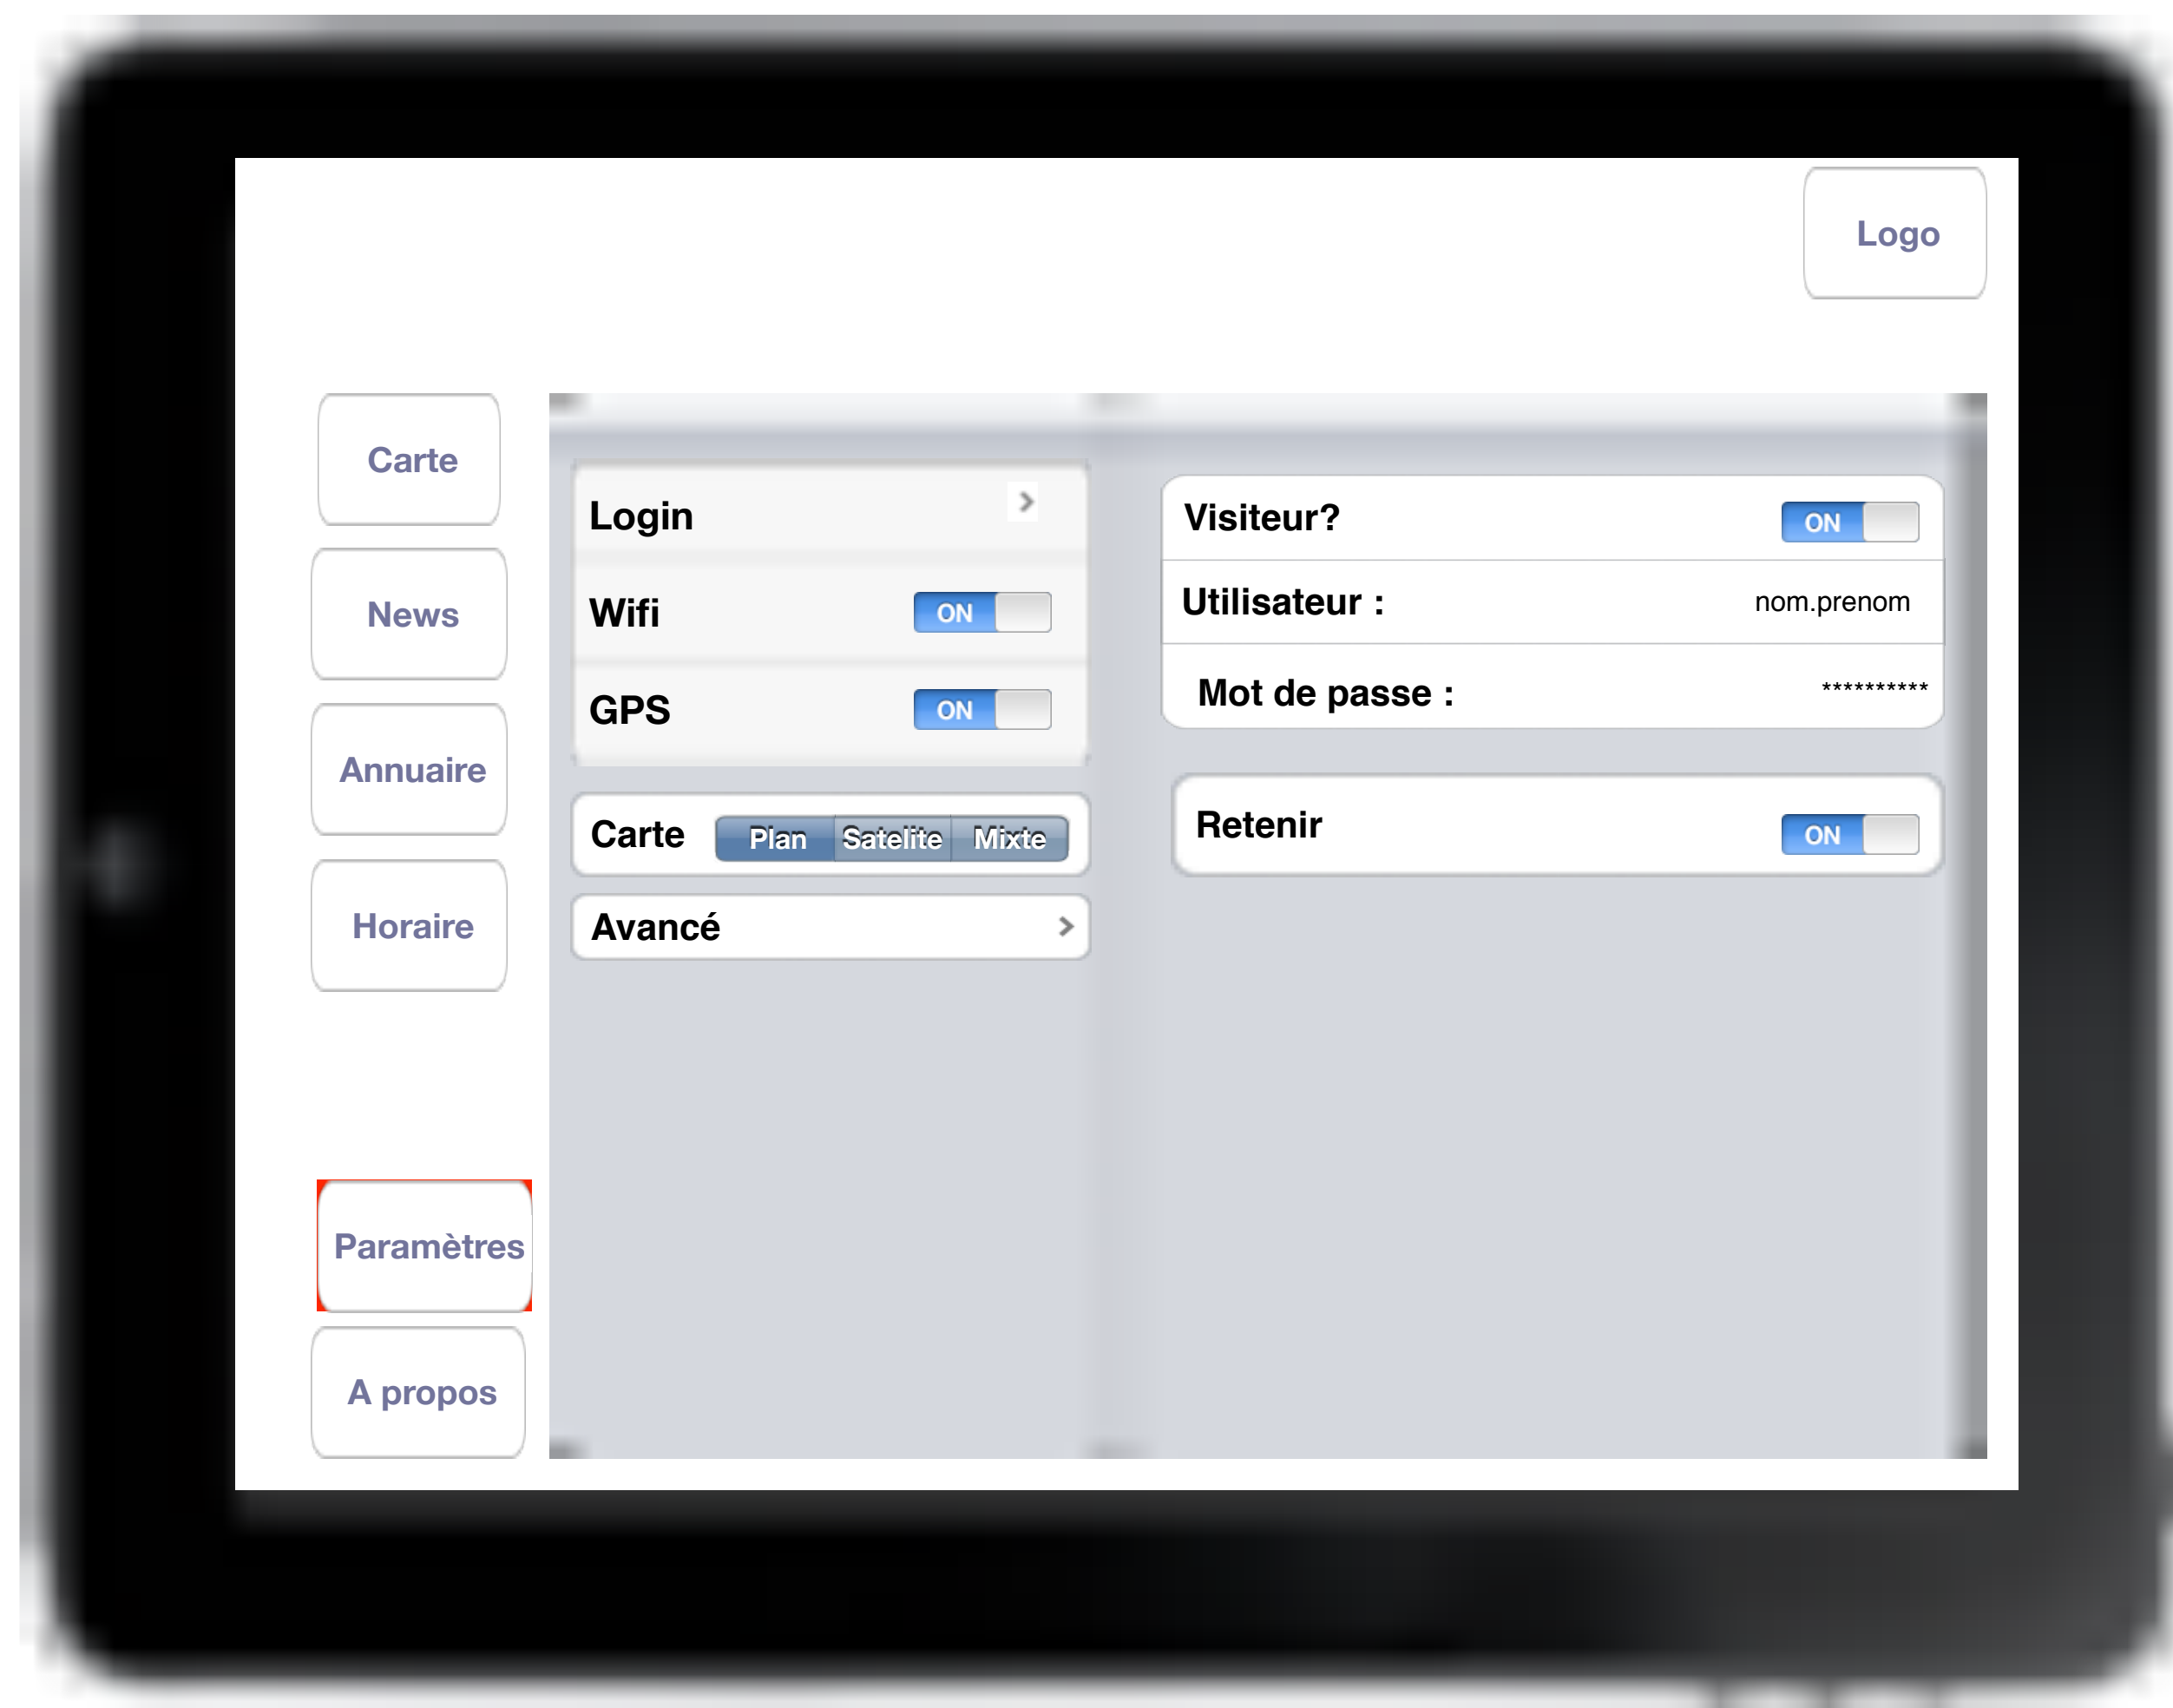 Logo
Carte
News
Annuaire
Horaire
Paramètres
A propos
Login
Wifi ON
GPS ON
Carte Plan Satelite Mixte
Avancé
Visiteur? ON
Utilisateur : nom.prenom
Mot de passe : **********
Retenir ON